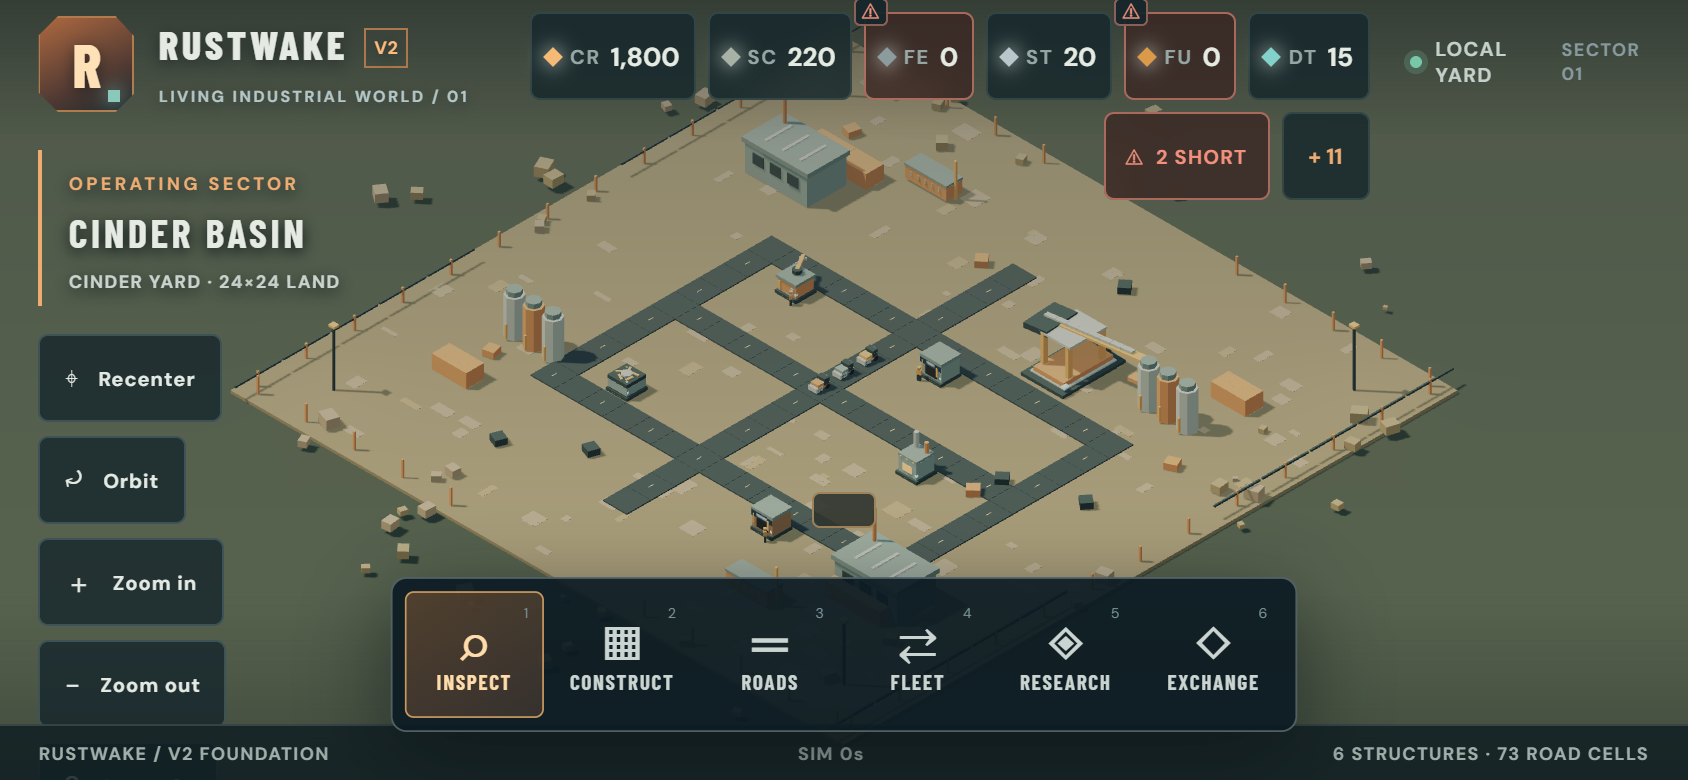 R
RUSTWAKE V2
LIVING INDUSTRIAL WORLD / 01
CR 1,800
SC 220
FE 0
ST 20
FU 0
DT 15
2 SHORT
+ 11
LOCAL YARD
SECTOR 01
OPERATING SECTOR
CINDER BASIN
CINDER YARD · 24×24 LAND
Recenter
Orbit
+ Zoom in
− Zoom out
1
INSPECT
2
CONSTRUCT
3
ROADS
4
FLEET
5
RESEARCH
6
EXCHANGE
RUSTWAKE / V2 FOUNDATION
SIM 0s
6 STRUCTURES · 73 ROAD CELLS